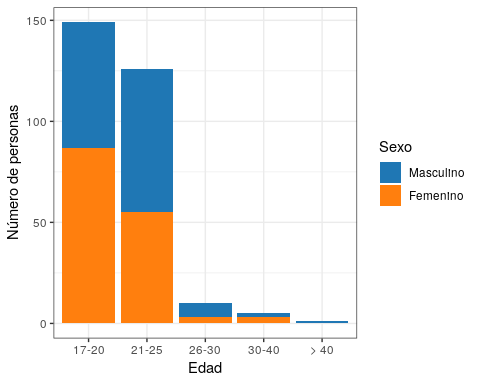 150
100
50
0
Número de personas
17-20
21-25
26-30
30-40
> 40
Edad
Sexo
Masculino
Femenino